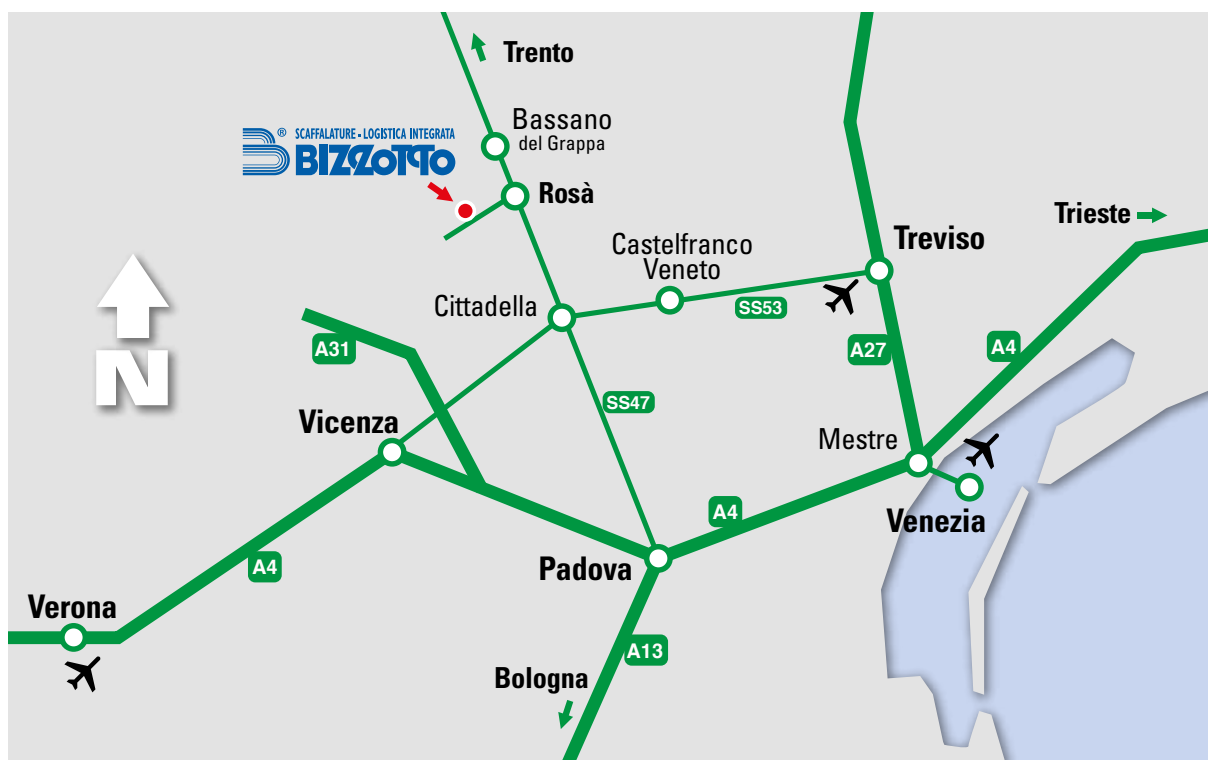 Trento
Bassano
del Grappa
® SCAFFALATURE - LOGISTICA INTEGRATA
BIZZOTTO
Rosà
Trieste
Treviso
Castelfranco
Veneto
Cittadella
SS53
A31
A27
A4
N
SS47
Vicenza
Mestre
A4
Venezia
Padova
A4
Verona
A13
Bologna